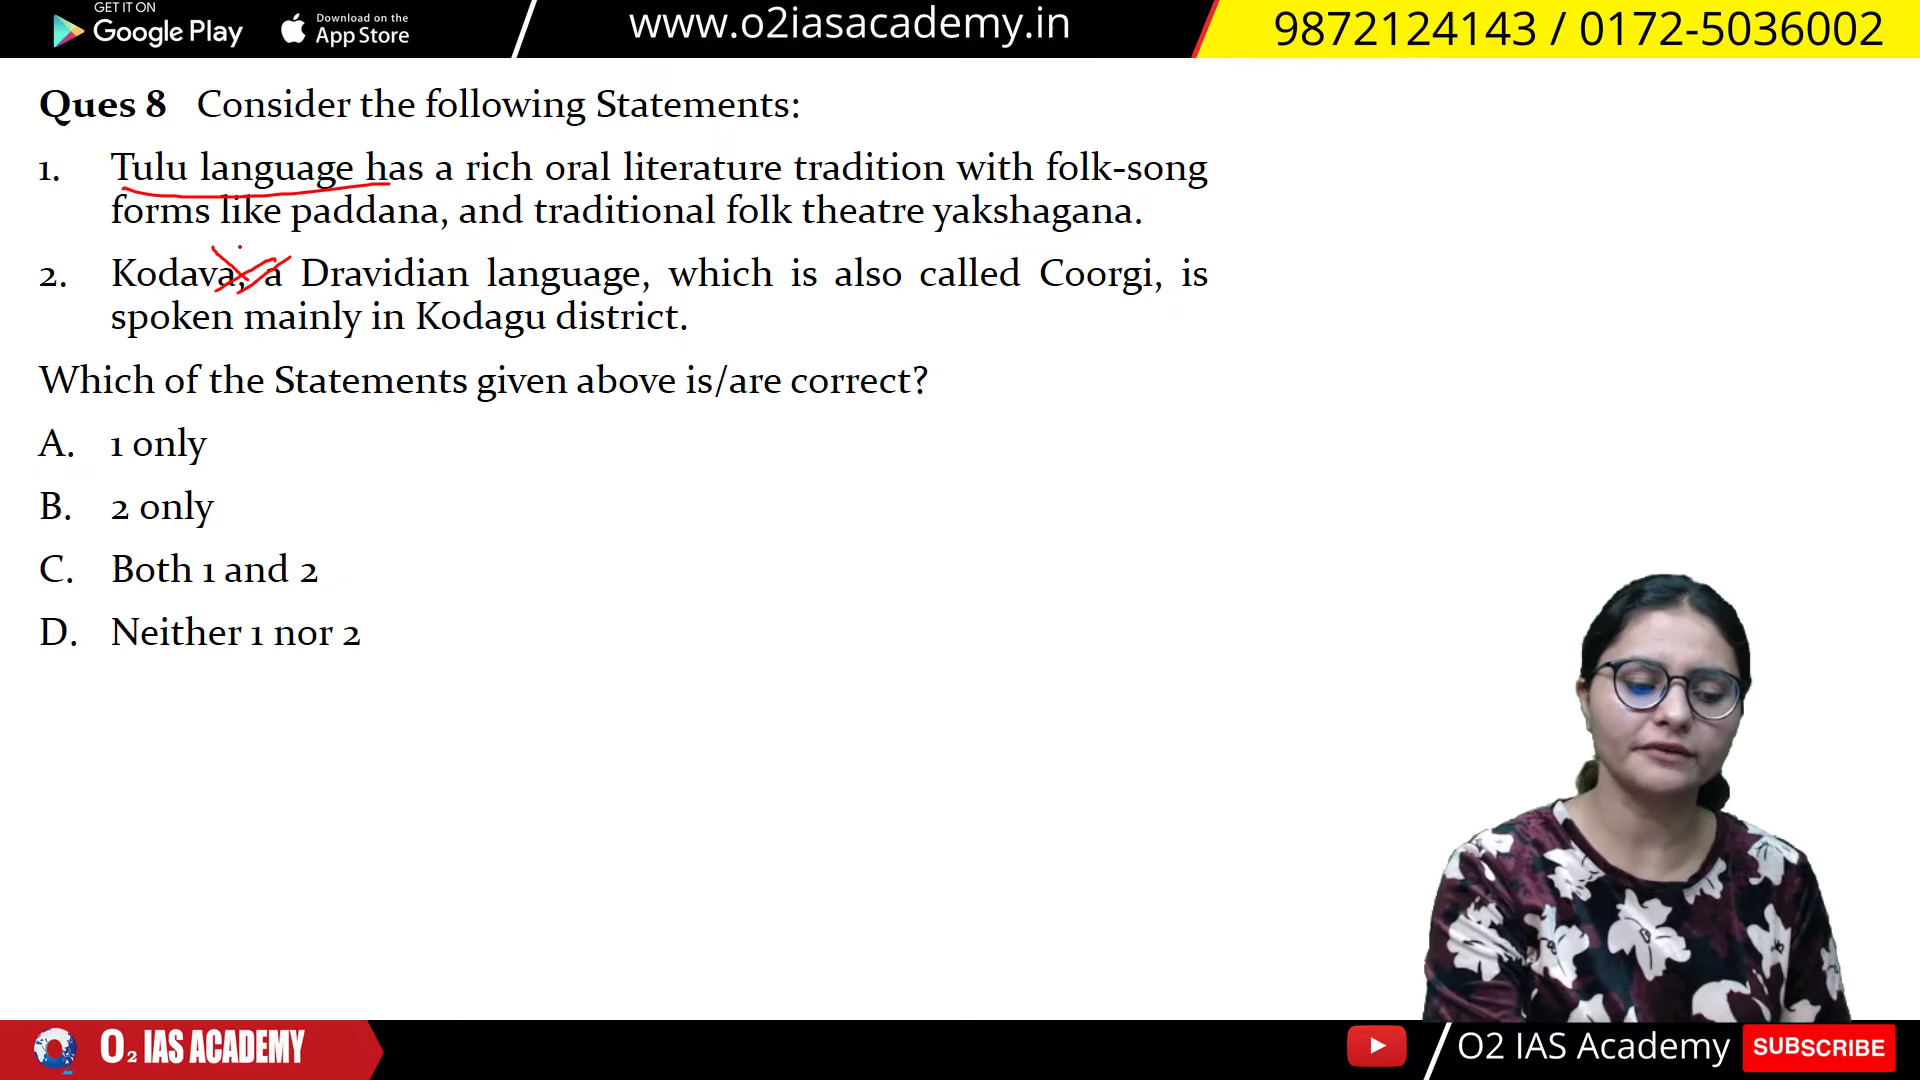 GET IT ON
Google Play
Download on the
App Store
www.o2iasacademy.in
9872124143 / 0172-5036002
Ques 8 Consider the following Statements:
1. Tulu language has a rich oral literature tradition with folk-song
forms like paddana, and traditional folk theatre yakshagana.
2. Kodava, a Dravidian language, which is also called Coorgi, is
spoken mainly in Kodagu district.
Which of the Statements given above is/are correct?
A. 1 only
B. 2 only
C. Both 1 and 2
D. Neither 1 nor 2
O2 IAS ACADEMY
O2 IAS Academy
SUBSCRIBE